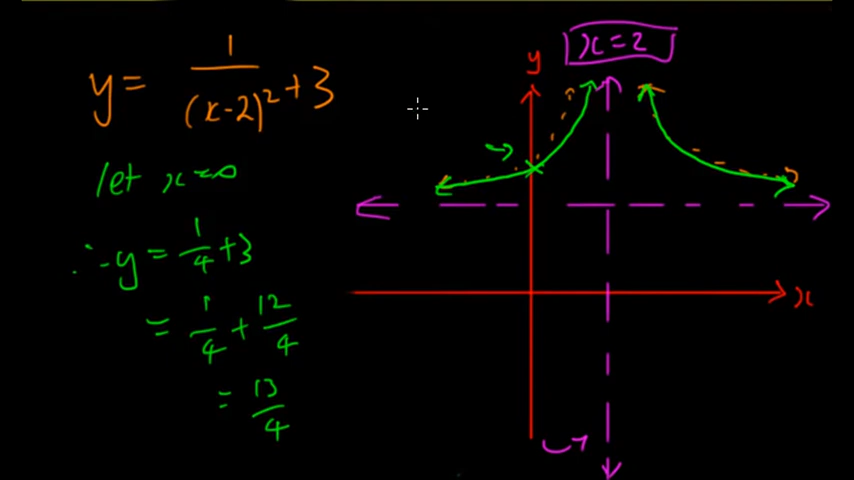 y = 1/(x-2)² + 3
let x=0
∴ y = 1/4 + 3
= 1/4 + 12/4
= 13/4
x=2
y
x